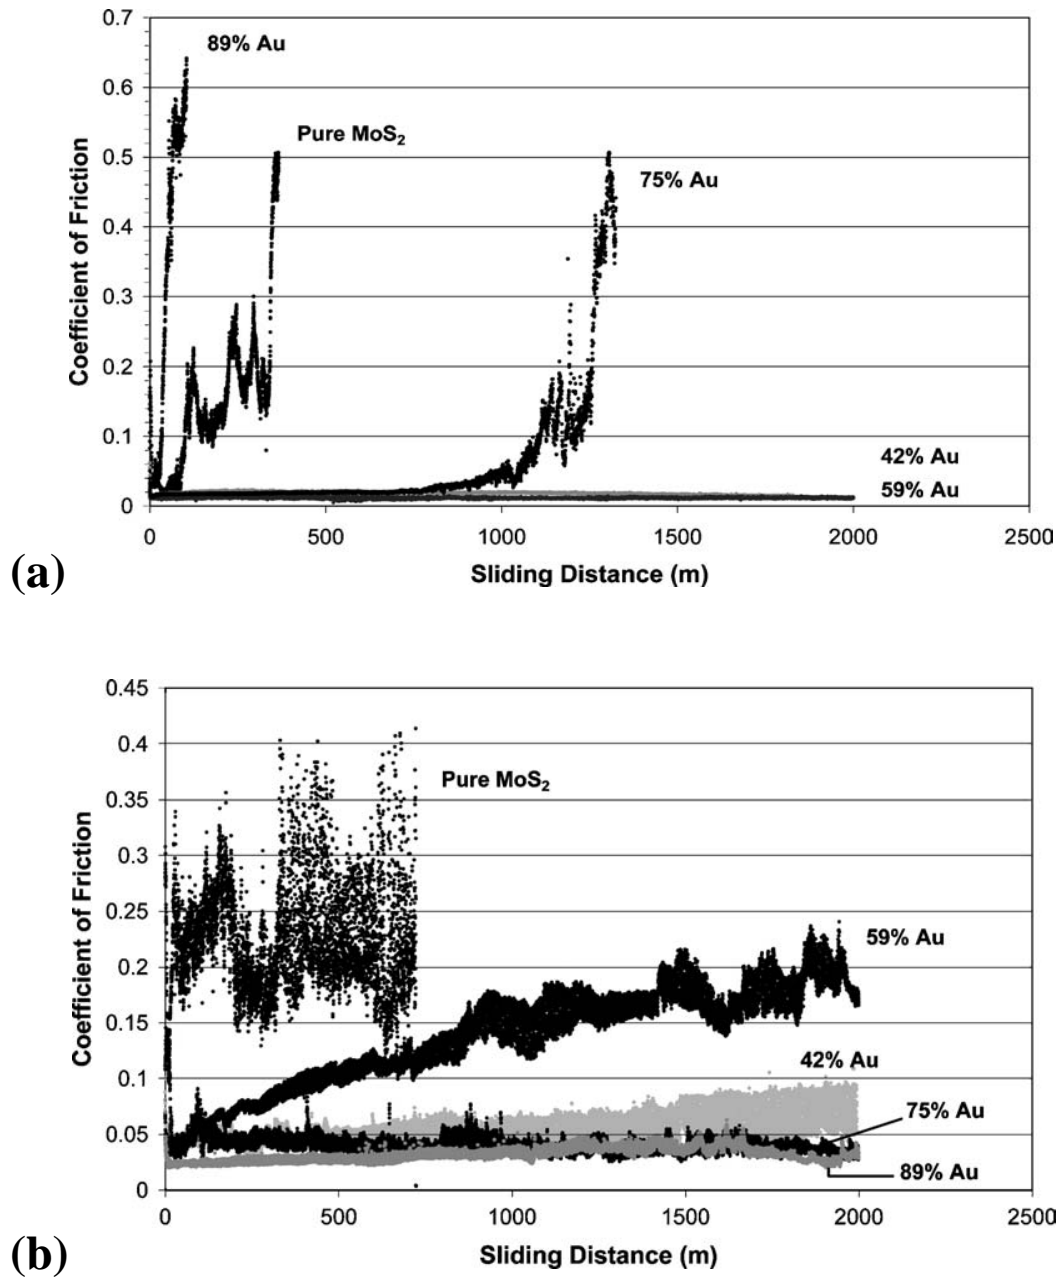 0.7
89% Au
0.6
Pure MoS₂
0.5
75% Au
0.4
0.3
0.2
0.1
42% Au
59% Au
0
0 500 1000 1500 2000 2500
Coefficient of Friction
Sliding Distance (m)
(a)
0.45
0.4
Pure MoS₂
0.35
0.3
0.25
59% Au
0.2
0.15
42% Au
0.1
75% Au
0.05
89% Au
0
0 500 1000 1500 2000 2500
Coefficient of Friction
Sliding Distance (m)
(b)